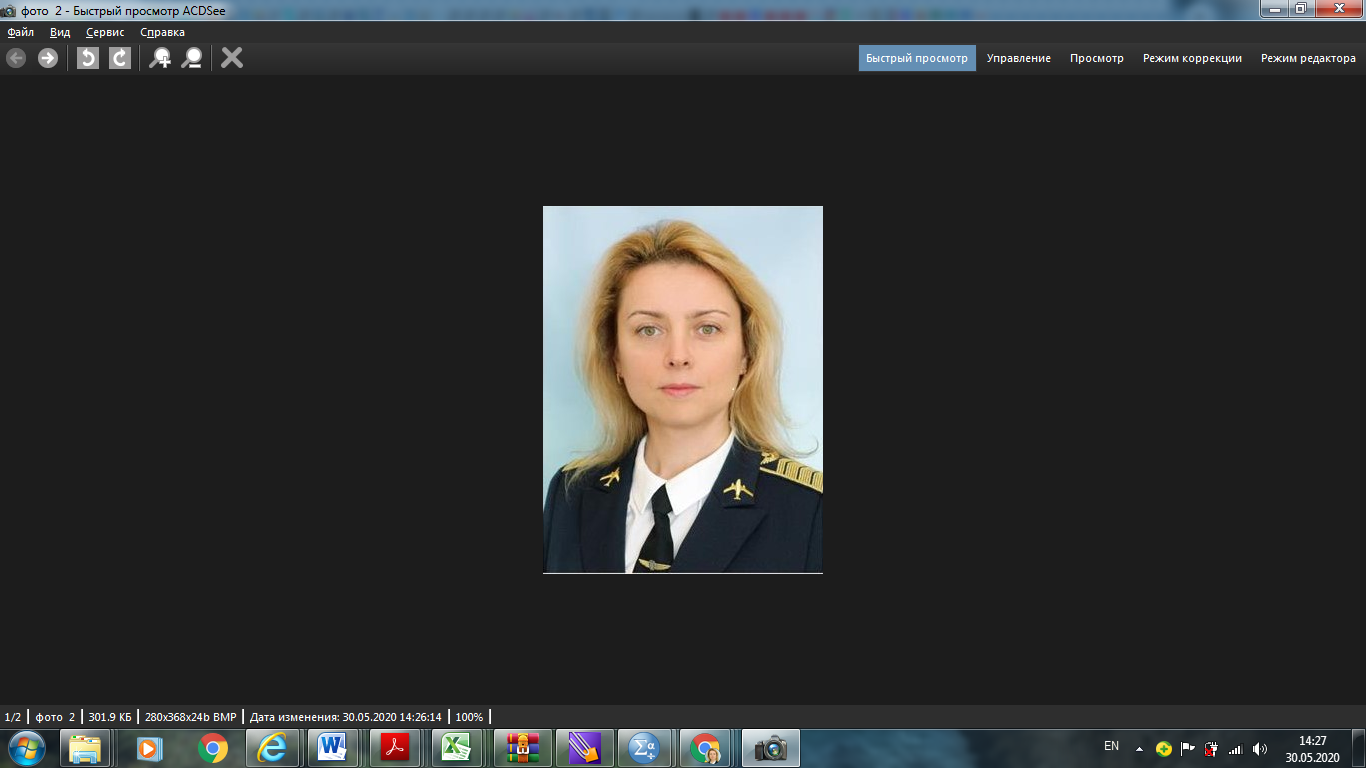 фото  2 - Быстрый просмотр ACDSee
Файл Вид Сервис Справка
Быстрый просмотр Управление Просмотр Режим коррекции Режим редактора
1/2 фото  2 301.9 КБ 280x368x24b BMP Дата изменения: 30.05.2020 14:26:14 100%
EN 14:27
30.05.2020